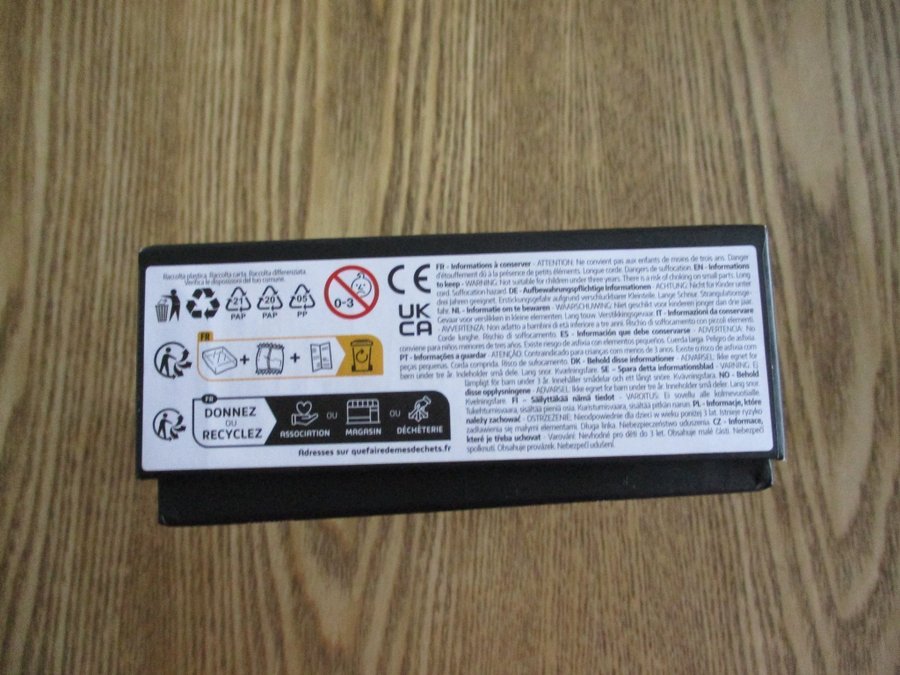 Raccolta plastica. Raccolta carta. Raccolta differenziata.
Verifica le disposizioni del tuo comune.
21
PAP
20
PAP
05
PP
0-3
CE
UK
CA
FR
+
+
FR
DONNEZ
OU
RECYCLEZ
ASSOCIATION
OU
MAGASIN
OU
DÉCHÈTERIE
Adresses sur quefairedemesdechets.fr
FR - Informations à conserver - ATTENTION: Ne convient pas aux enfants de moins de trois ans. Danger
d'étouffement dû à la présence de petits éléments. Longue corde. Dangers de suffocation. EN - Informations
to keep - WARNING: Not suitable for children under three years. There is a risk of choking on small parts. Long
cord. Suffocation hazard. DE - Aufbewahrungspflichtige Informationen - ACHTUNG: Nicht für Kinder unter
drei Jahren geeignet. Erstickungsgefahr aufgrund verschluckbarer Kleinteile. Lange Schnur. Strangulationsge-
fahr. NL - Informatie om te bewaren - WAARSCHUWING: Niet geschikt voor kinderen jonger dan drie jaar.
Gevaar voor verslikken in kleine elementen. Lang touw. Verstikkingsgevaar. IT - Informazioni da conservare
- AVVERTENZA: Non adatto a bambini di età inferiore a tre anni. Rischio di soffocamento con piccoli elementi.
Corde lunghe. Rischio di soffocamento. ES - Información que debe conservarse - ADVERTENCIA: No
conviene para niños menores de tres años. Existe riesgo de asfixia con elementos pequeños. Cuerda larga. Peligro de asfixia.
PT - Informações a guardar - ATENÇÃO: Contraindicado para crianças com menos de 3 anos. Existe o risco de asfixia com
peças pequenas. Corda comprida. Risco de sufocamento. DK - Behold disse informationer - ADVARSEL: Ikke egnet for
børn under tre år. Indeholder små dele. Lang snor. Kvælningsfare. SE - Spara detta informationsblad - VARNING: Ej
lämpligt för barn under 3 år. Innehåller smådelar och ett långt snöre. Kvävningsfara. NO - Behold
disse opplysningene - ADVARSEL: Ikke egnet for barn under tre år. Inneholder små deler. Lang snor.
Kvelningsfare. FI - Säilyttäkää nämä tiedot - VAROITUS: Ei sovellu alle kolmevuotiaille.
Tukehtumisvaara, sisältää pieniä osia. Kuristumisvaara, sisältää pitkän narun. PL - Informacje, które
należy zachować - OSTRZEŻENIE: Nieodpowiednie dla dzieci w wieku poniżej 3 lat. Istnieje ryzyko
zadławienia się małymi elementami. Długa linka. Niebezpieczeństwo uduszenia. CZ - Informace,
které je třeba uchovat - Varování: Nevhodné pro děti do 3 let. Obsahuje malé části. Nebezpečí
spolknutí. Obsahuje provázek. Nebezpečí udušení.